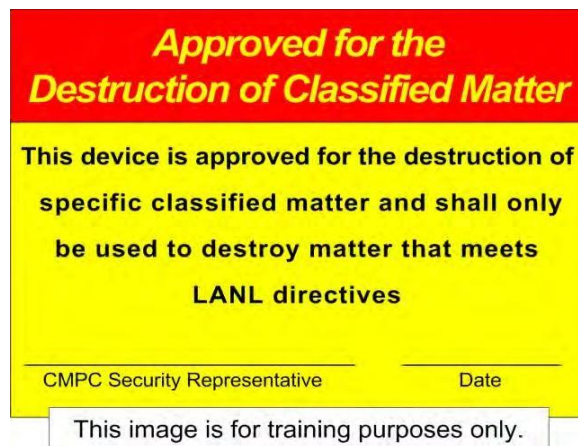 Approved for the
Destruction of Classified Matter
This device is approved for the destruction of
specific classified matter and shall only
be used to destroy matter that meets
LANL directives
CMPC Security Representative Date
This image is for training purposes only.